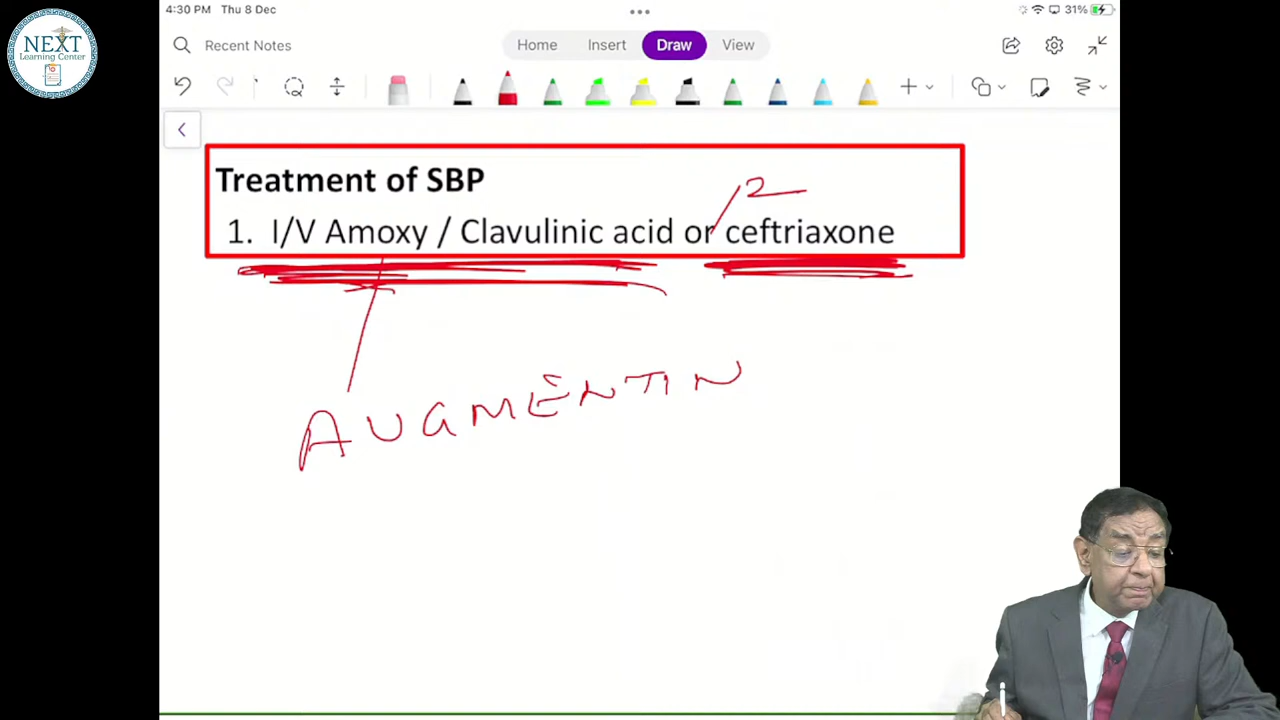 4:30 PM Thu 8 Dec
31%
NEXT
Learning Center
Recent Notes
Home Insert Draw View
Treatment of SBP
2
1. I/V Amoxy / Clavulinic acid or ceftriaxone
AUGMENTIN